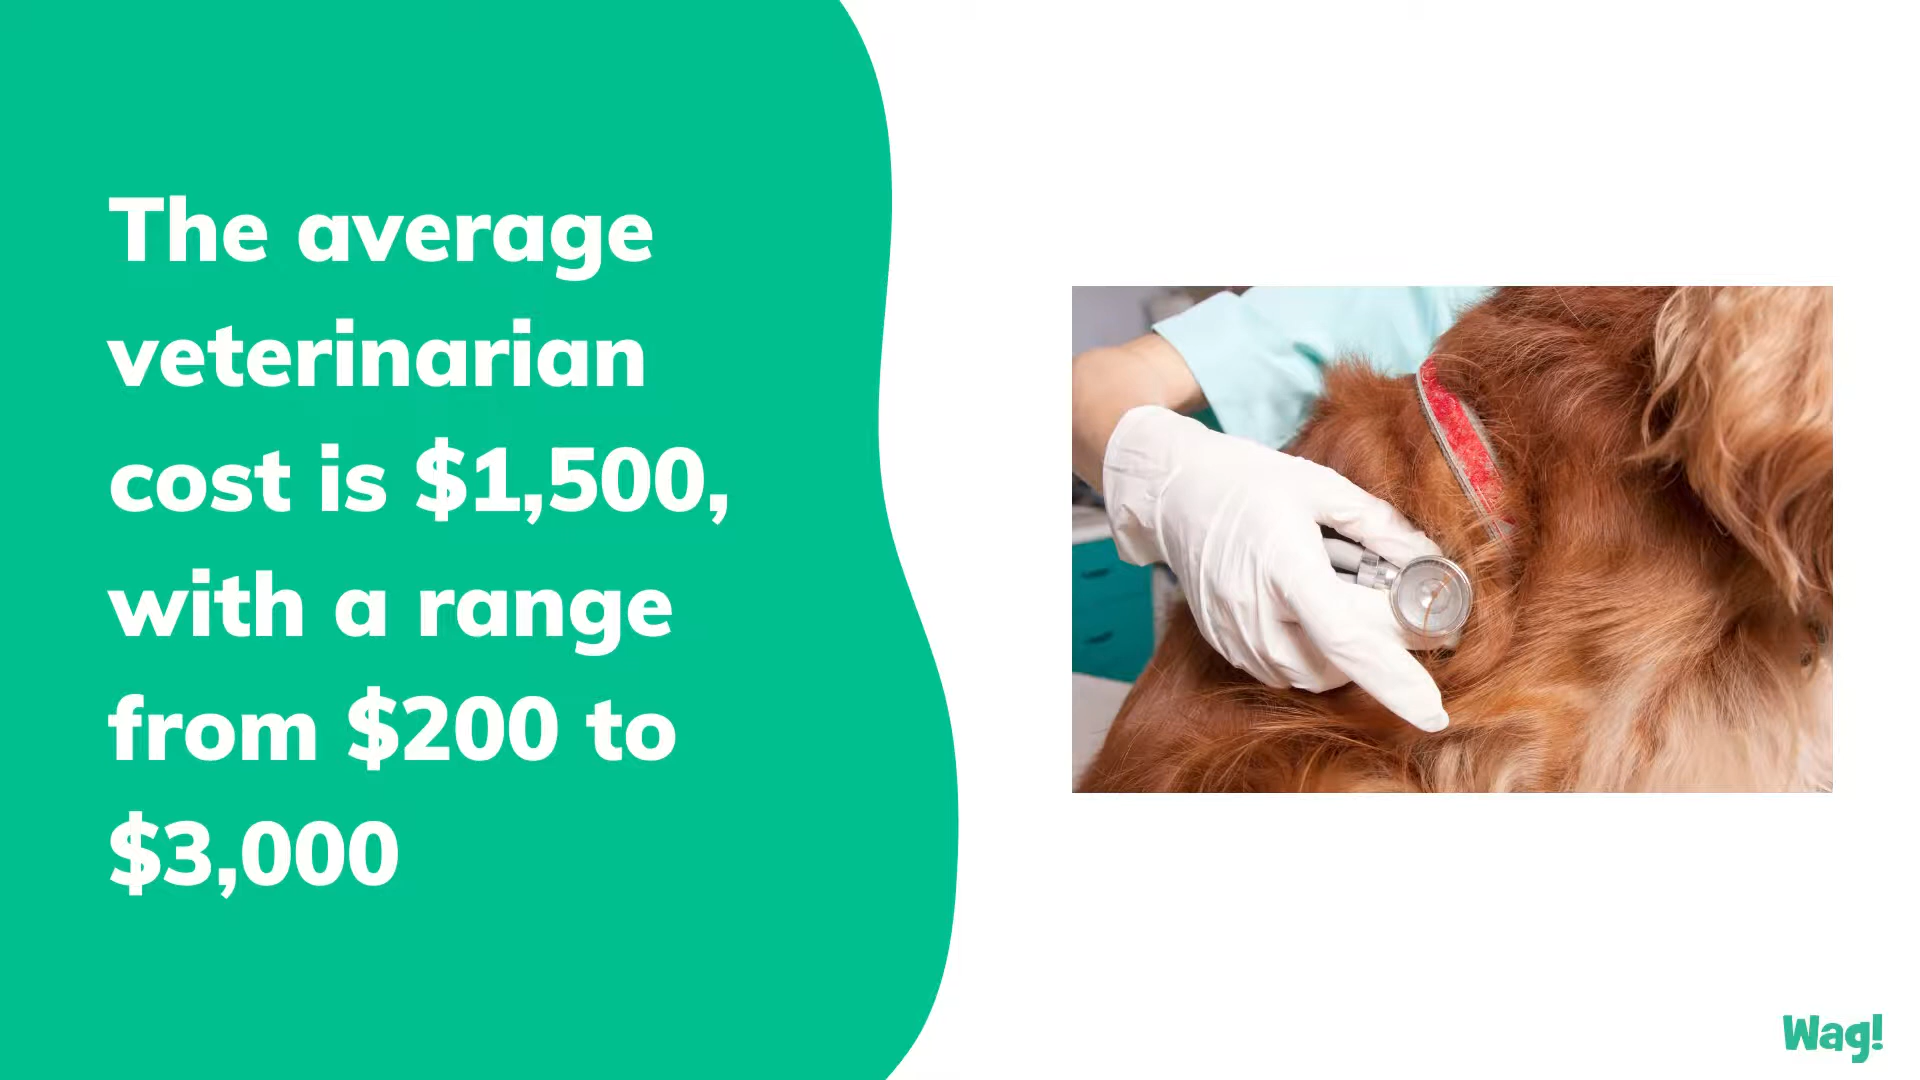 The average
veterinarian
cost is $1,500,
with a range
from $200 to
$3,000
Wag!